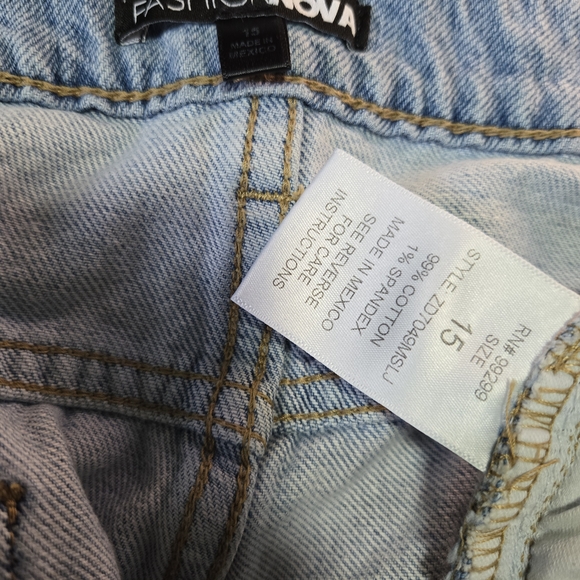 FASHIONNOVA
15
MADE IN
MEXICO
RN# 99299
SIZE
15
STYLE ZD7049MSLJ
99% COTTON
1% SPANDEX
MADE IN MEXICO
SEE REVERSE
FOR CARE
INSTRUCTIONS